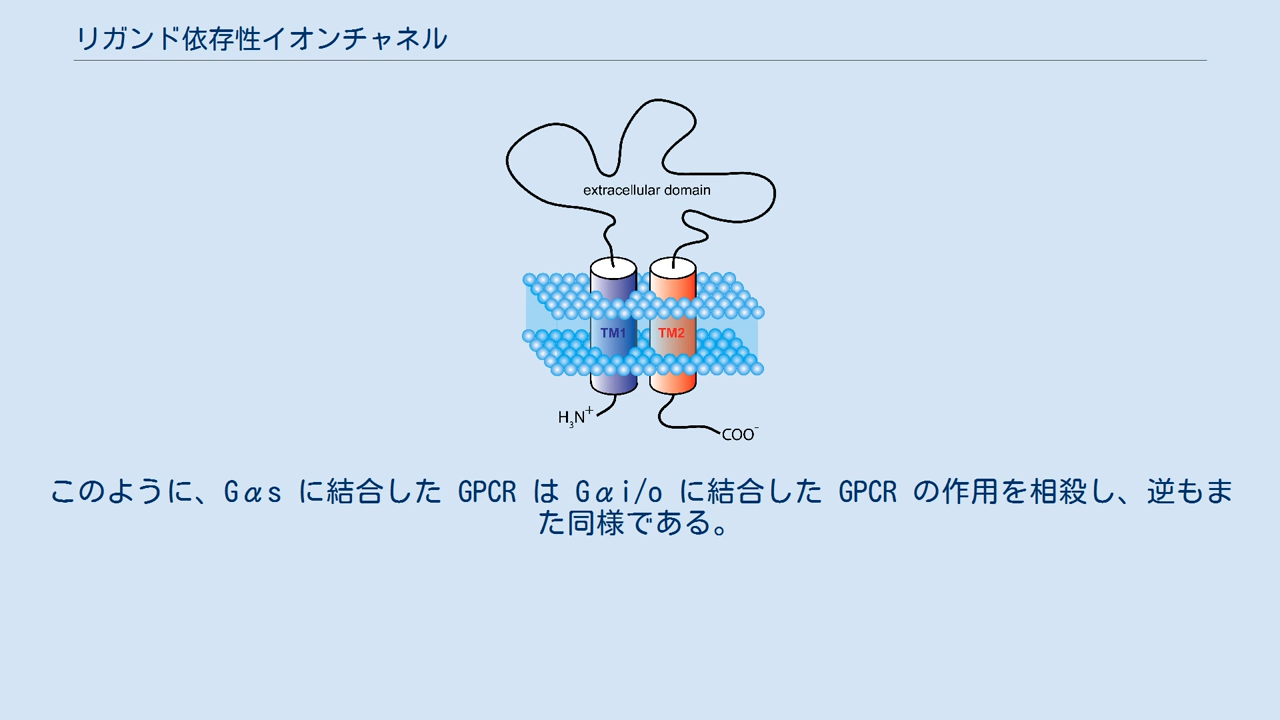 リガンド依存性イオンチャネル
extracellular domain
TM1 TM2
H₃N⁺
COO⁻
このように、Gαs に結合した GPCR は Gαi/o に結合した GPCR の作用を相殺し、逆もま
た同様である。